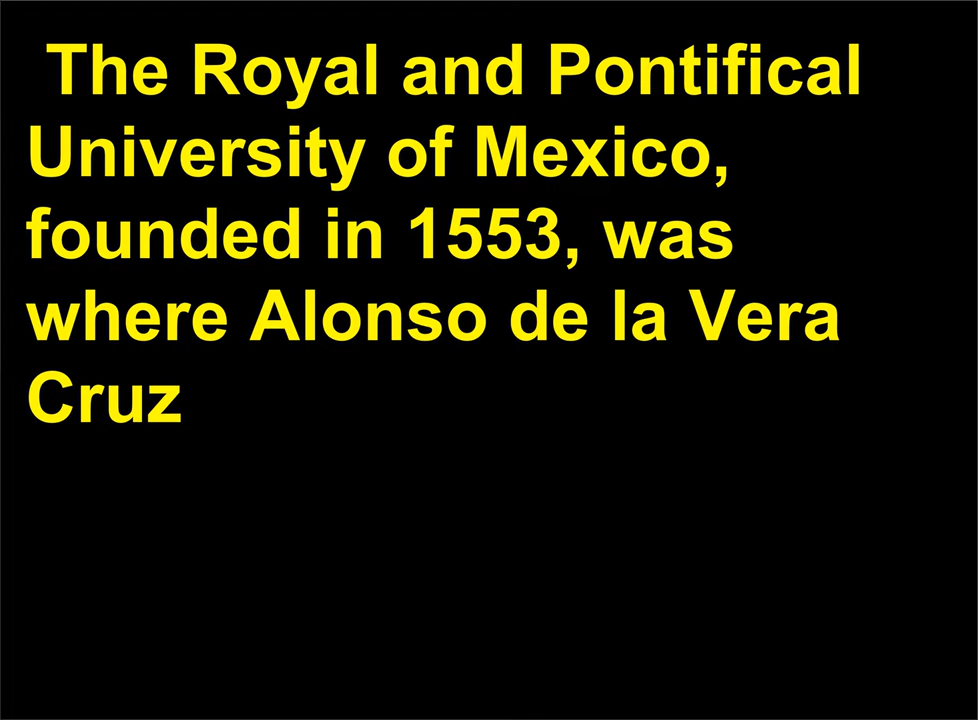 The Royal and Pontifical
University of Mexico,
founded in 1553, was
where Alonso de la Vera
Cruz